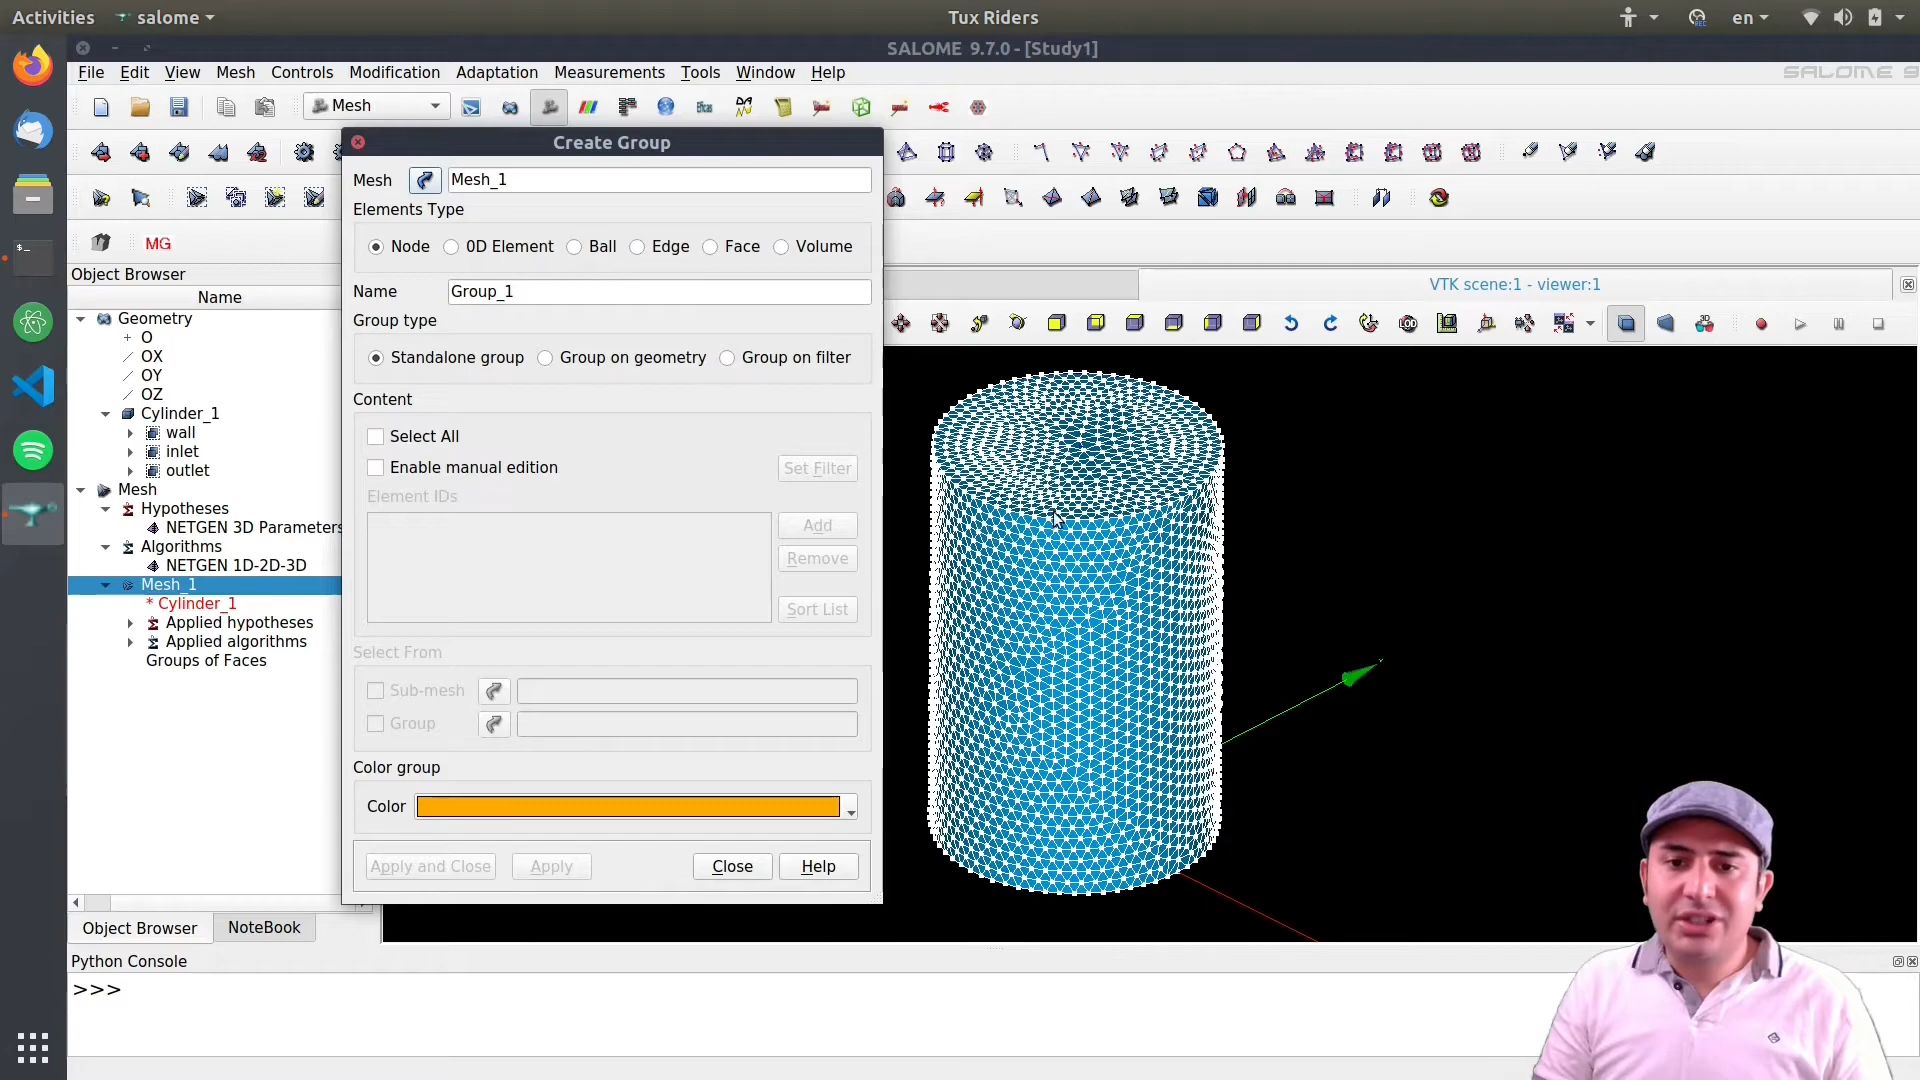 Activities
salome
Tux Riders
en
SALOME 9.7.0 - [Study1]
File Edit View Mesh Controls Modification Adaptation Measurements Tools Window Help
SALOME 9
Mesh
Create Group
Mesh Mesh_1
Elements Type
Node 0D Element Ball Edge Face Volume
Name Group_1
Group type
Standalone group Group on geometry Group on filter
Content
Select All
Enable manual edition
Set Filter
Element IDs
Add
Remove
Sort List
Select From
Sub-mesh
Group
Color group
Color
Apply and Close Apply Close Help
MG
Object Browser
Name
Geometry
O
OX
OY
OZ
Cylinder_1
wall
inlet
outlet
Mesh
Hypotheses
NETGEN 3D Parameters
Algorithms
NETGEN 1D-2D-3D
Mesh_1
* Cylinder_1
Applied hypotheses
Applied algorithms
Groups of Faces
Object Browser NoteBook
VTK scene:1 - viewer:1
LOD
Python Console
>>>